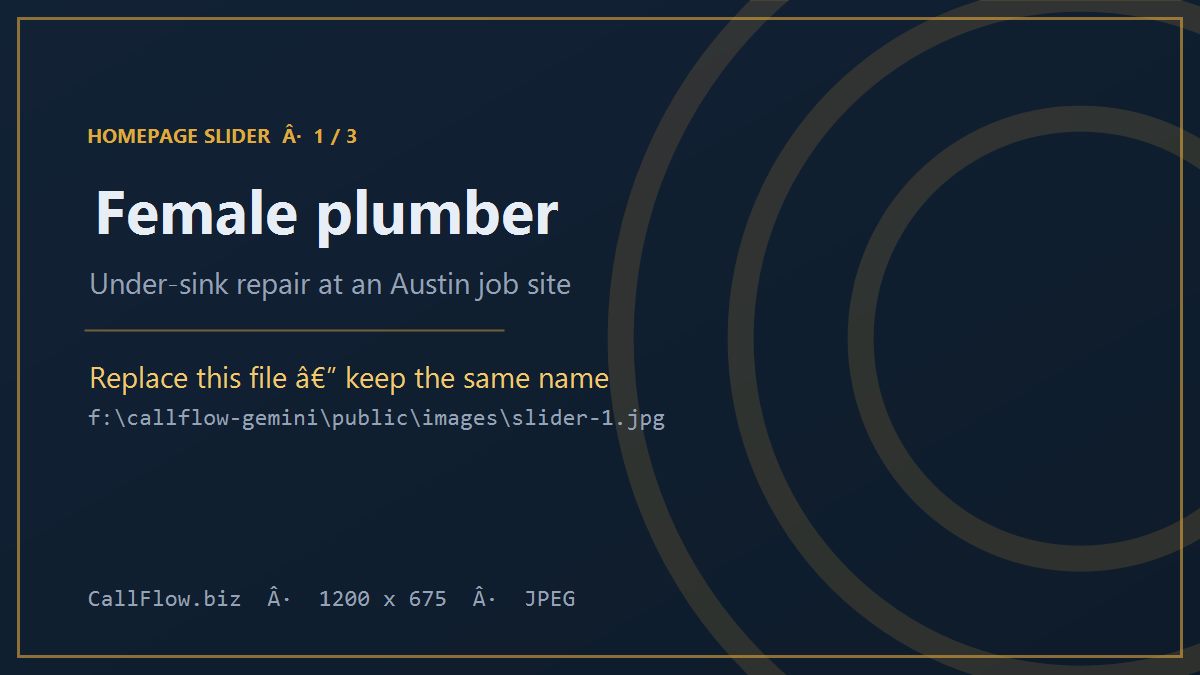 HOMEPAGE SLIDER Â· 1 / 3
Female plumber
Under-sink repair at an Austin job site
Replace this file â€“ keep the same name
f:\callflow-gemini\public\images\slider-1.jpg
CallFlow.biz Â· 1200 x 675 Â· JPEG